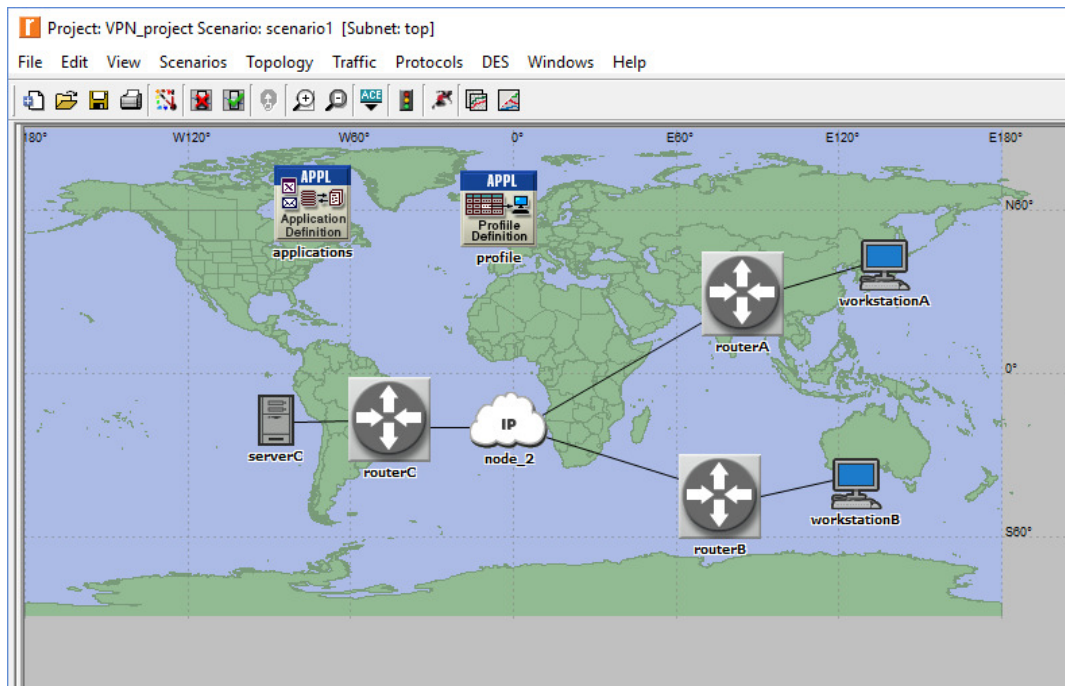 Project: VPN_project Scenario: scenario1 [Subnet: top]
File Edit View Scenarios Topology Traffic Protocols DES Windows Help
ACE
180° W120° W60° 0° E60° E120° E180°
N60°
APPL
Application
Definition
applications
APPL
Profile
Definition
profile
workstationA
routerA
0°
IP
serverC
routerC
node_2
workstationB
routerB
S60°